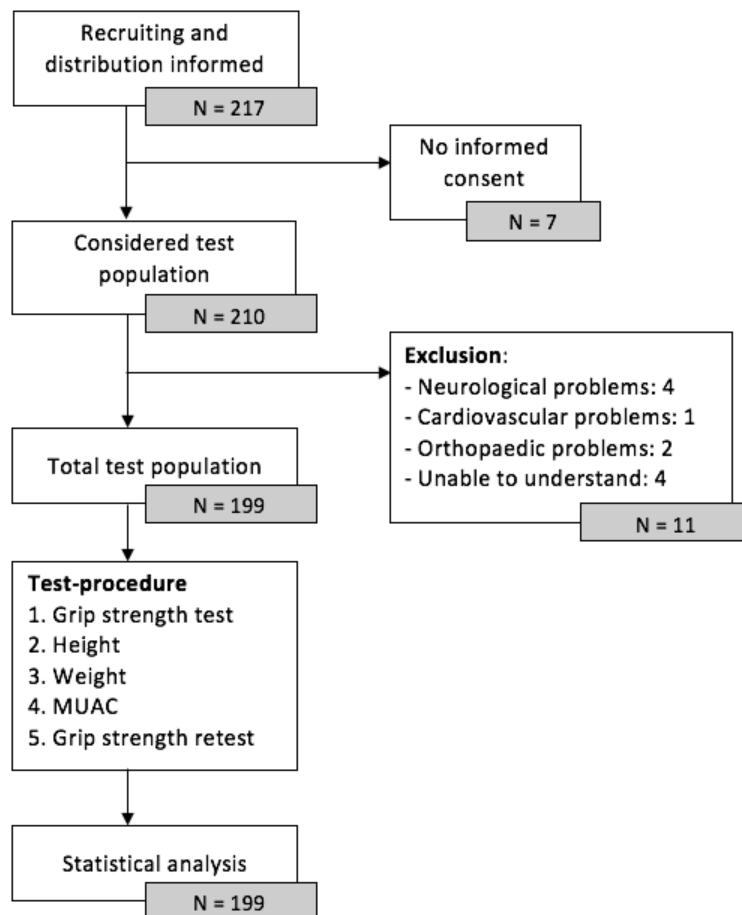 Recruiting and
distribution informed
N = 217
No informed
consent
N = 7
Considered test
population
N = 210
Exclusion:
- Neurological problems: 4
- Cardiovascular problems: 1
- Orthopaedic problems: 2
- Unable to understand: 4
N = 11
Total test population
N = 199
Test-procedure
1. Grip strength test
2. Height
3. Weight
4. MUAC
5. Grip strength retest
Statistical analysis
N = 199